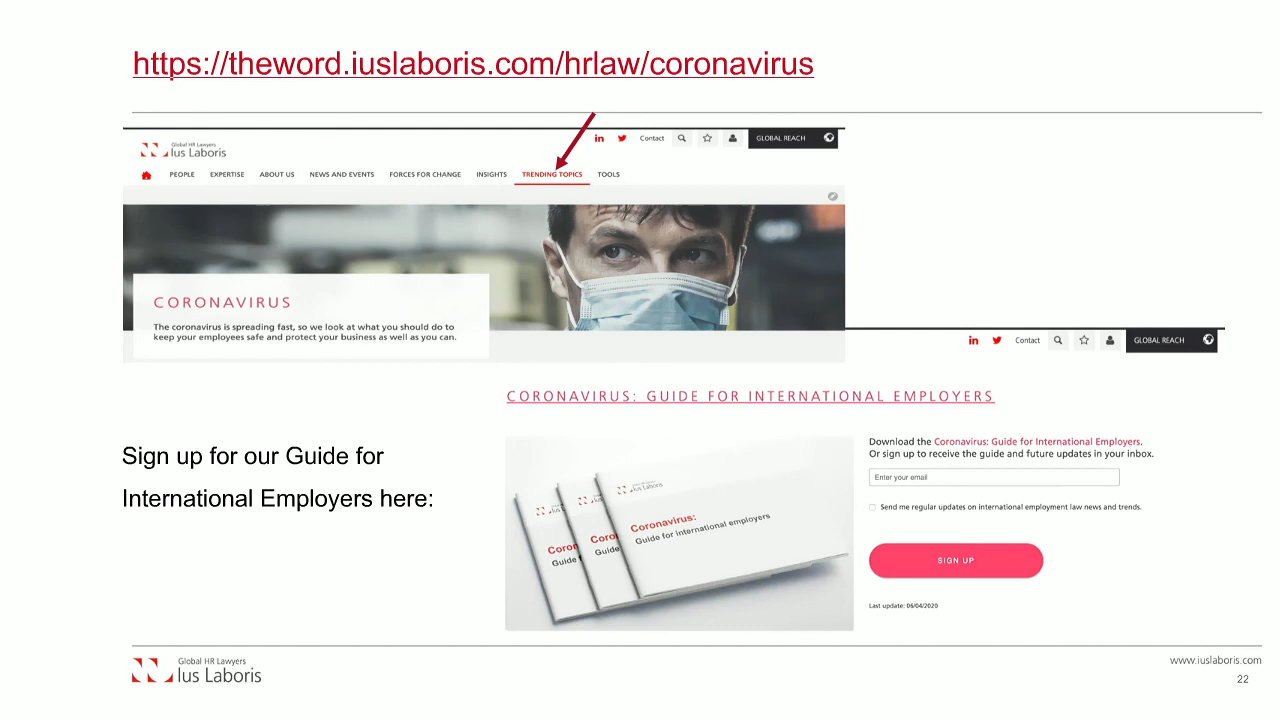 https://theword.iuslaboris.com/hrlaw/coronavirus
Global HR Lawyers
Ius Laboris
Contact
GLOBAL REACH
PEOPLE
EXPERTISE
ABOUT US
NEWS AND EVENTS
FORCES FOR CHANGE
INSIGHTS
TRENDING TOPICS
TOOLS
CORONAVIRUS
The coronavirus is spreading fast, so we look at what you should do to
keep your employees safe and protect your business as well as you can.
Contact
GLOBAL REACH
CORONAVIRUS: GUIDE FOR INTERNATIONAL EMPLOYERS
Sign up for our Guide for
International Employers here:
Ius Laboris
Coronavirus:
Guide for international employers
Coron
Guide
Coron
Guide f
Download the Coronavirus: Guide for International Employers.
Or sign up to receive the guide and future updates in your inbox.
Enter your email
Send me regular updates on international employment law news and trends.
SIGN UP
Last update: 06/04/2020
Global HR Lawyers
Ius Laboris
www.iuslaboris.com
22